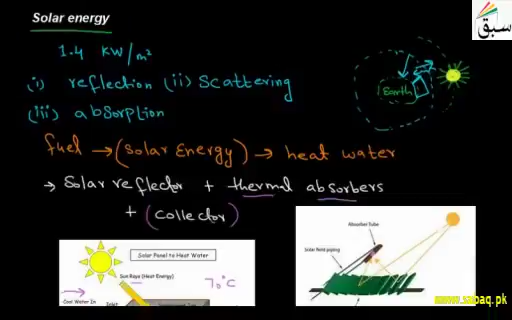 Solar energy
سبق
1.4 KW/m²
(i) reflection (ii) Scattering
(iii) absorption
Earth
fuel → (Solar Energy) → heat water
→ Solar reflector + thermal absorbers
+ (collector)
Solar Panel to Heat Water
Sun Rays (Heat Energy)
70°C
Cool Water In
Inlet
Absorber Tube
Solar field piping
www.sabaq.pk